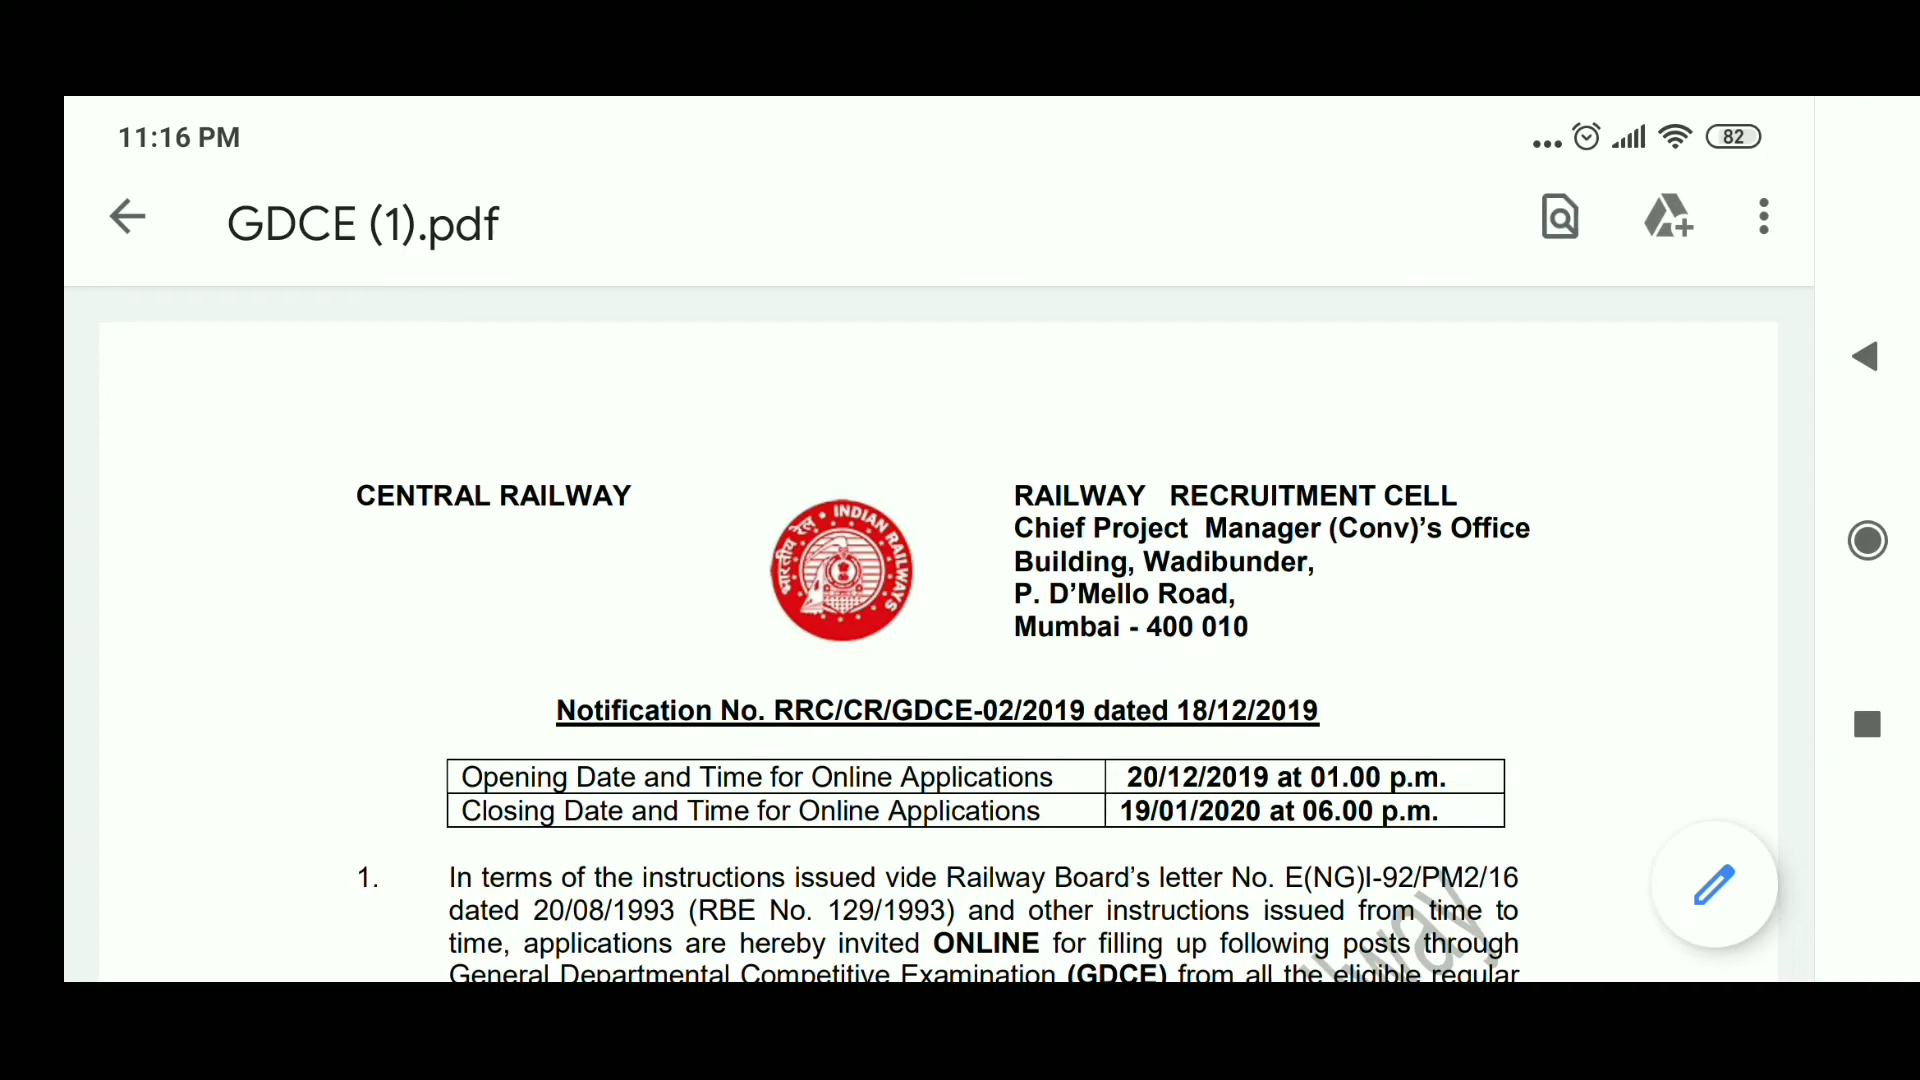 11:16 PM
82
GDCE (1).pdf
CENTRAL RAILWAY
भारतीय रेल INDIAN RAILWAYS
RAILWAY RECRUITMENT CELL
Chief Project Manager (Conv)’s Office
Building, Wadibunder,
P. D’Mello Road,
Mumbai - 400 010
Notification No. RRC/CR/GDCE-02/2019 dated 18/12/2019
Opening Date and Time for Online Applications 20/12/2019 at 01.00 p.m.
Closing Date and Time for Online Applications 19/01/2020 at 06.00 p.m.
1. In terms of the instructions issued vide Railway Board’s letter No. E(NG)I-92/PM2/16
dated 20/08/1993 (RBE No. 129/1993) and other instructions issued from time to
time, applications are hereby invited ONLINE for filling up following posts through
General Departmental Competitive Examination (GDCE) from all the eligible regular